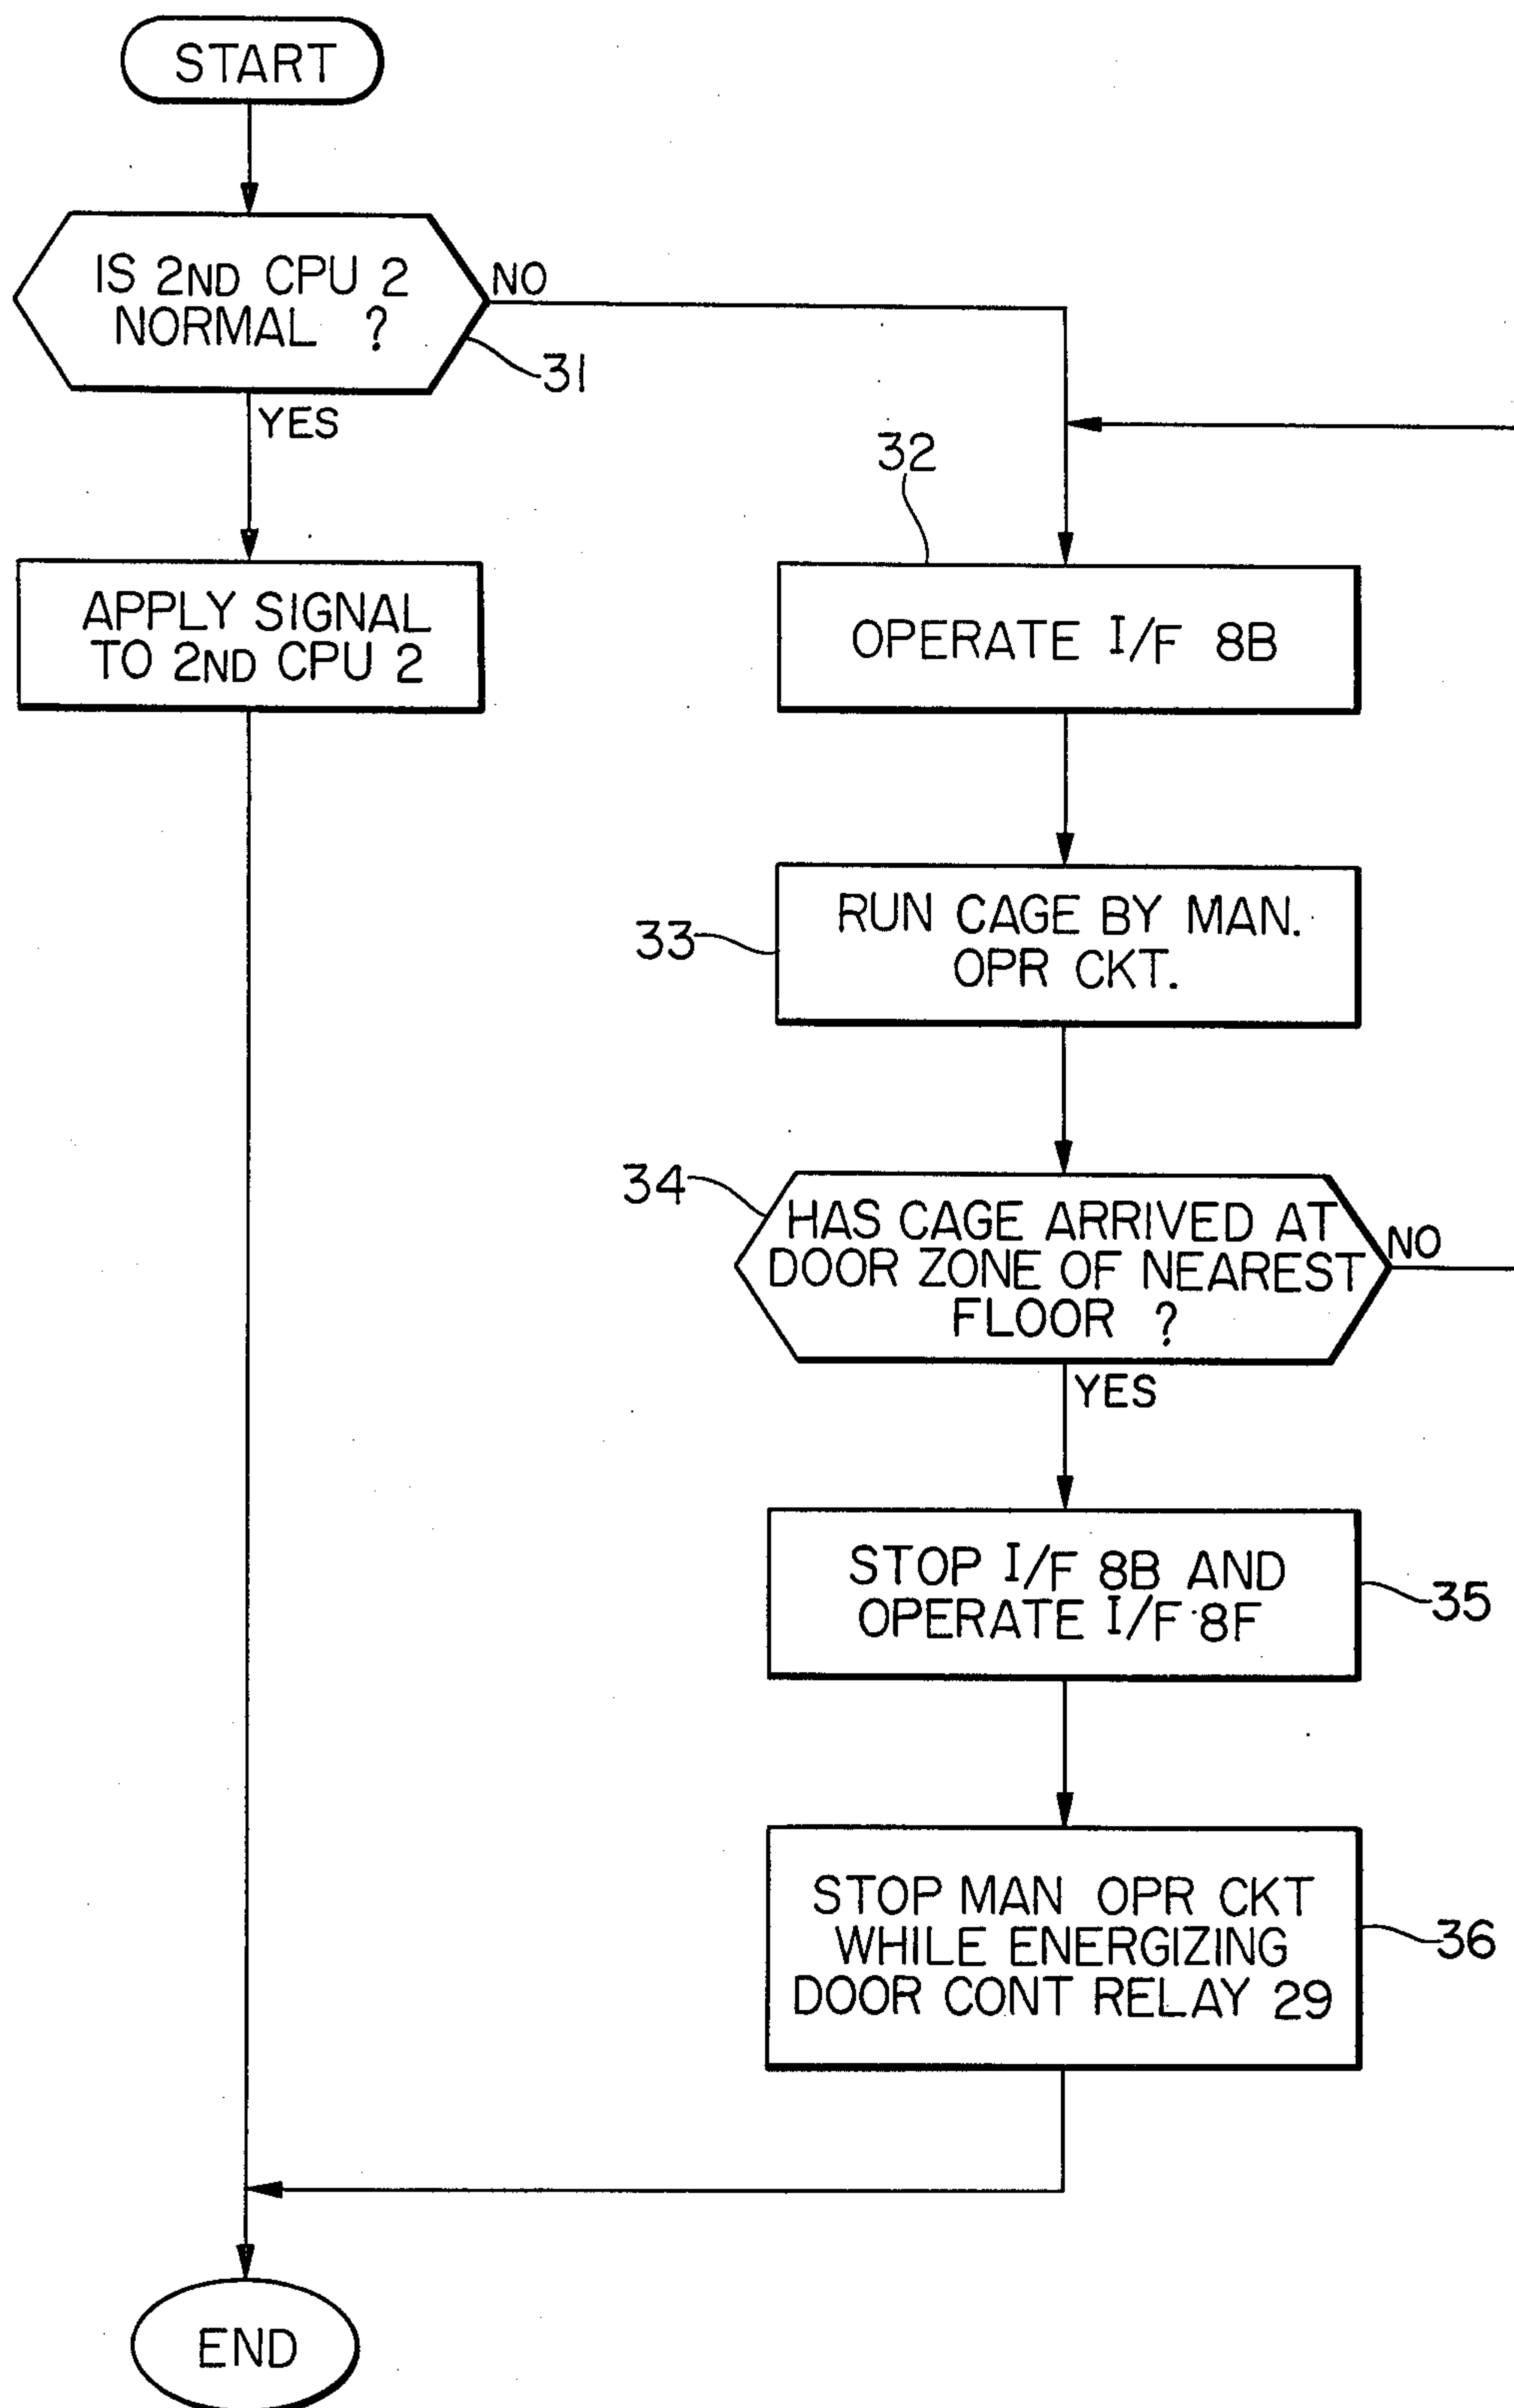 START
IS 2ND CPU 2
NORMAL ?
NO
31
YES
APPLY SIGNAL
TO 2ND CPU 2
32
OPERATE I/F 8B
33
RUN CAGE BY MAN.
OPR CKT.
34
HAS CAGE ARRIVED AT
DOOR ZONE OF NEAREST
FLOOR ?
NO
YES
STOP I/F 8B AND
OPERATE I/F 8F
35
STOP MAN OPR CKT
WHILE ENERGIZING
DOOR CONT RELAY 29
36
END